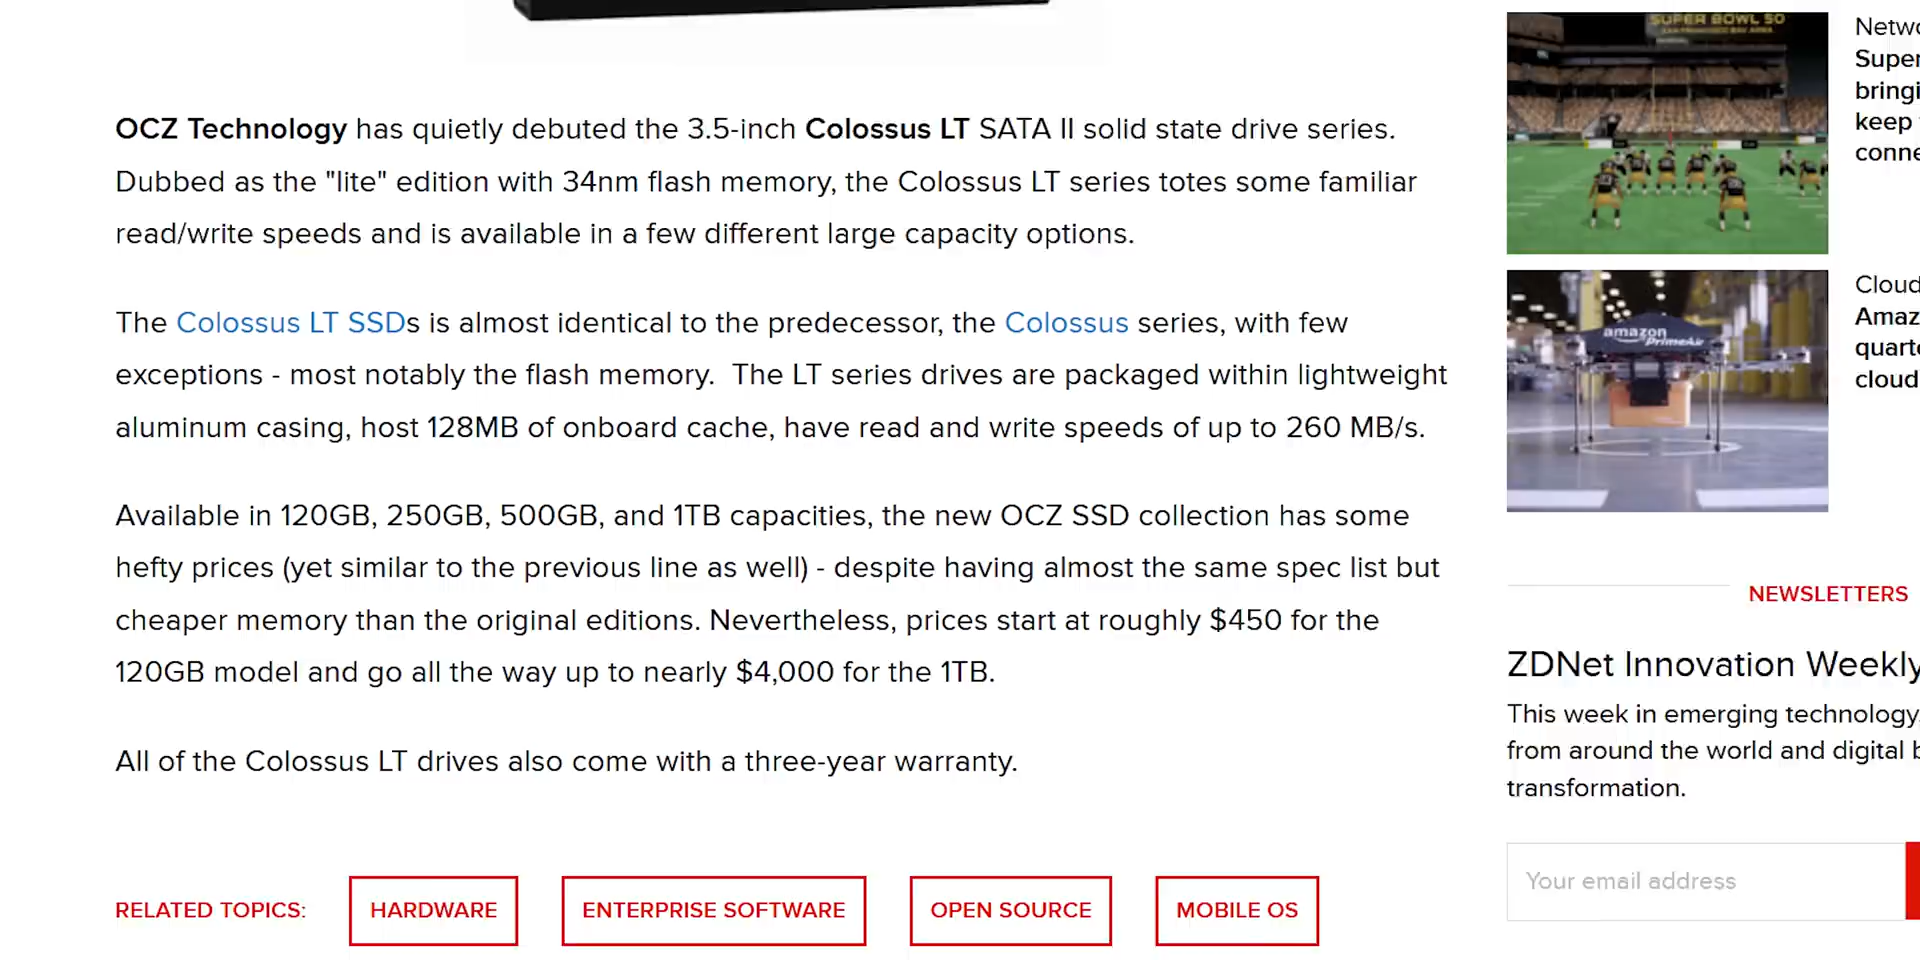 OCZ Technology has quietly debuted the 3.5-inch Colossus LT SATA II solid state drive series.
Dubbed as the "lite" edition with 34nm flash memory, the Colossus LT series totes some familiar
read/write speeds and is available in a few different large capacity options.
The Colossus LT SSDs is almost identical to the predecessor, the Colossus series, with few
exceptions - most notably the flash memory.  The LT series drives are packaged within lightweight
aluminum casing, host 128MB of onboard cache, have read and write speeds of up to 260 MB/s.
Available in 120GB, 250GB, 500GB, and 1TB capacities, the new OCZ SSD collection has some
hefty prices (yet similar to the previous line as well) - despite having almost the same spec list but
cheaper memory than the original editions. Nevertheless, prices start at roughly $450 for the
120GB model and go all the way up to nearly $4,000 for the 1TB.
All of the Colossus LT drives also come with a three-year warranty.
RELATED TOPICS:
HARDWARE
ENTERPRISE SOFTWARE
OPEN SOURCE
MOBILE OS
SUPER BOWL 50
SAN FRANCISCO BAY AREA
keep
amazon
PrimeAir
Cloud
cloud
NEWSLETTERS
ZDNet Innovation Weekly
This week in emerging technology,
from around the world and digital
transformation.
Your email address